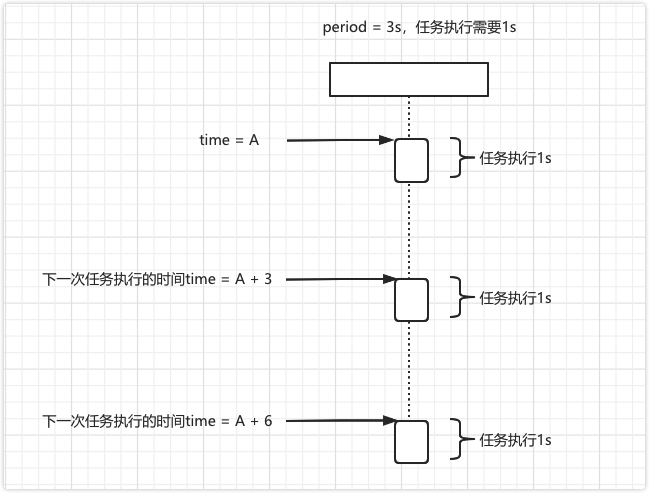 period = 3s，任务执行需要1s
time = A
任务执行1s
下一次任务执行的时间time = A + 3
任务执行1s
下一次任务执行的时间time = A + 6
任务执行1s